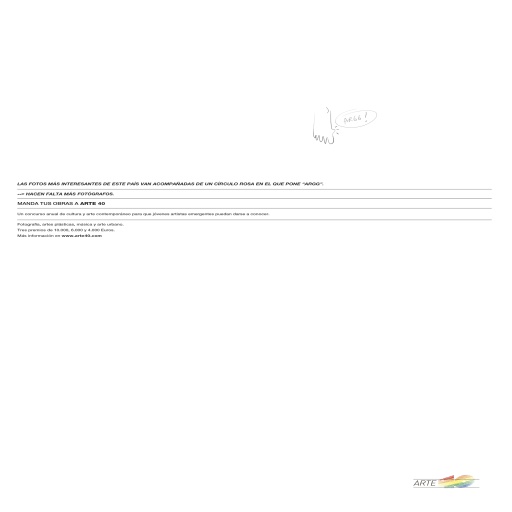 ARGG!
LAS FOTOS MÁS INTERESANTES DE ESTE PAÍS VAN ACOMPAÑADAS DE UN CÍRCULO ROSA EN EL QUE PONE "ARGG".
—> HACEN FALTA MÁS FOTÓGRAFOS.
MANDA TUS OBRAS A ARTE 40
Un concurso anual de cultura y arte contemporáneo para que jóvenes artistas emergentes puedan darse a conocer.
Fotografía, artes plásticas, música y arte urbano.
Tres premios de 10.000, 6.000 y 4.000 Euros.
Más información en www.arte40.com
ARTE 40